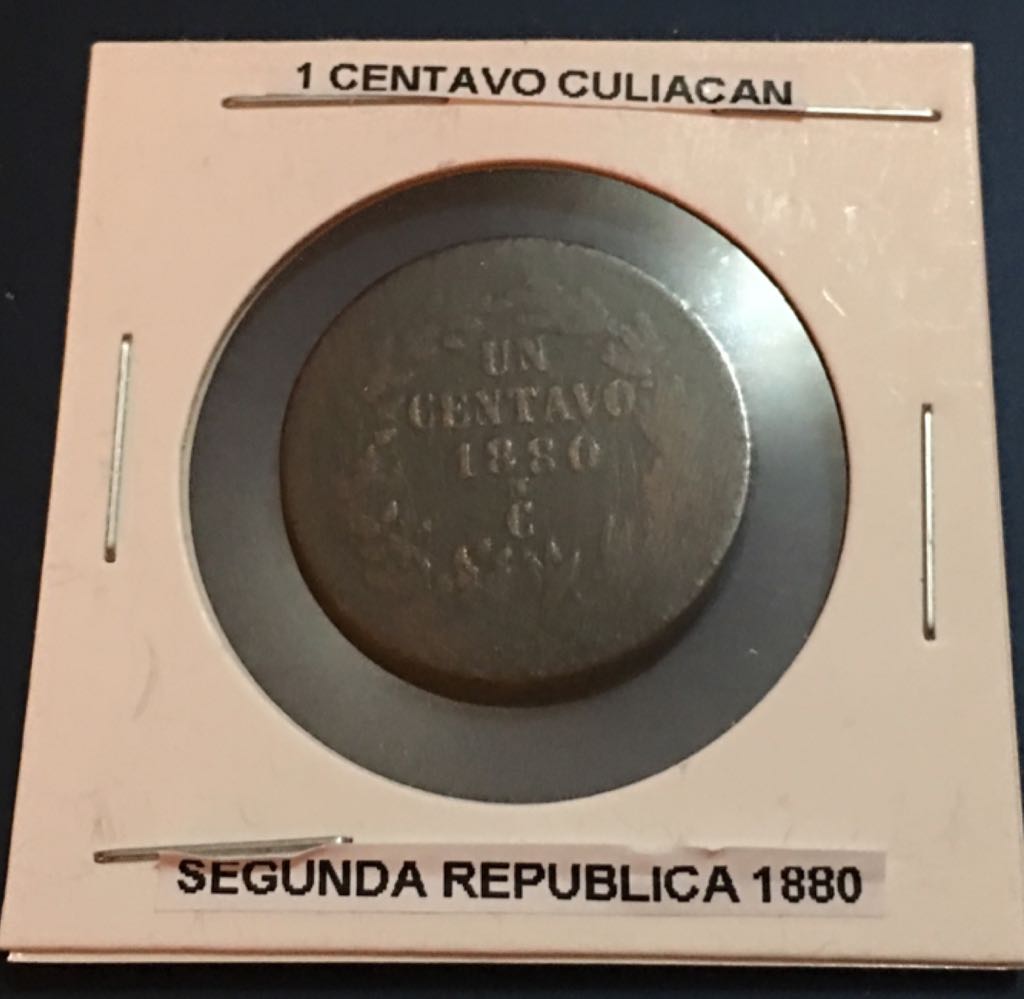 1 CENTAVO CULIACAN
UN
CENTAVO
1880
C
SEGUNDA REPUBLICA 1880